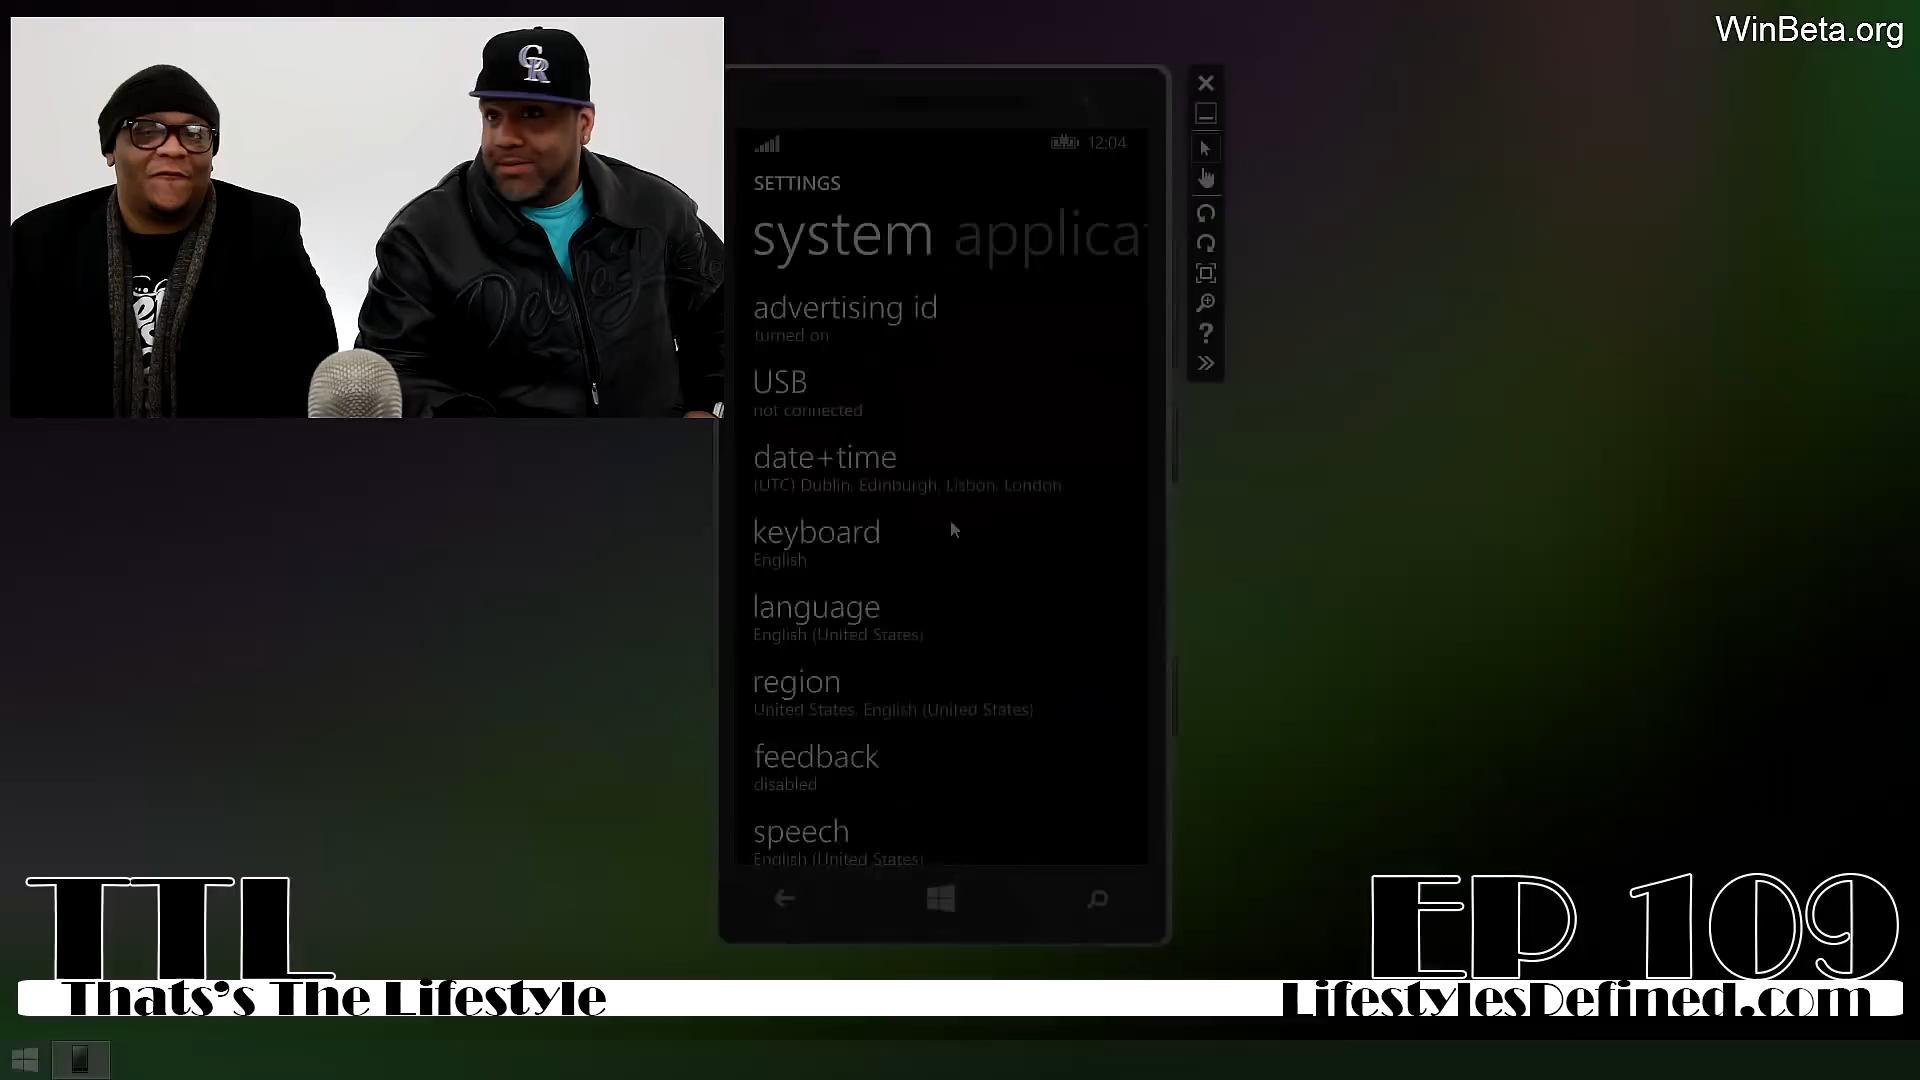 WinBeta.org
CR
12:04
SETTINGS
system applica
advertising id
turned on
USB
not connected
date+time
(UTC) Dublin, Edinburgh, Lisbon, London
keyboard
English
language
English (United States)
region
United States, English (United States)
feedback
disabled
speech
English (United States)
TTL
EP 109
Thats's The Lifestyle
LifestylesDefined.com